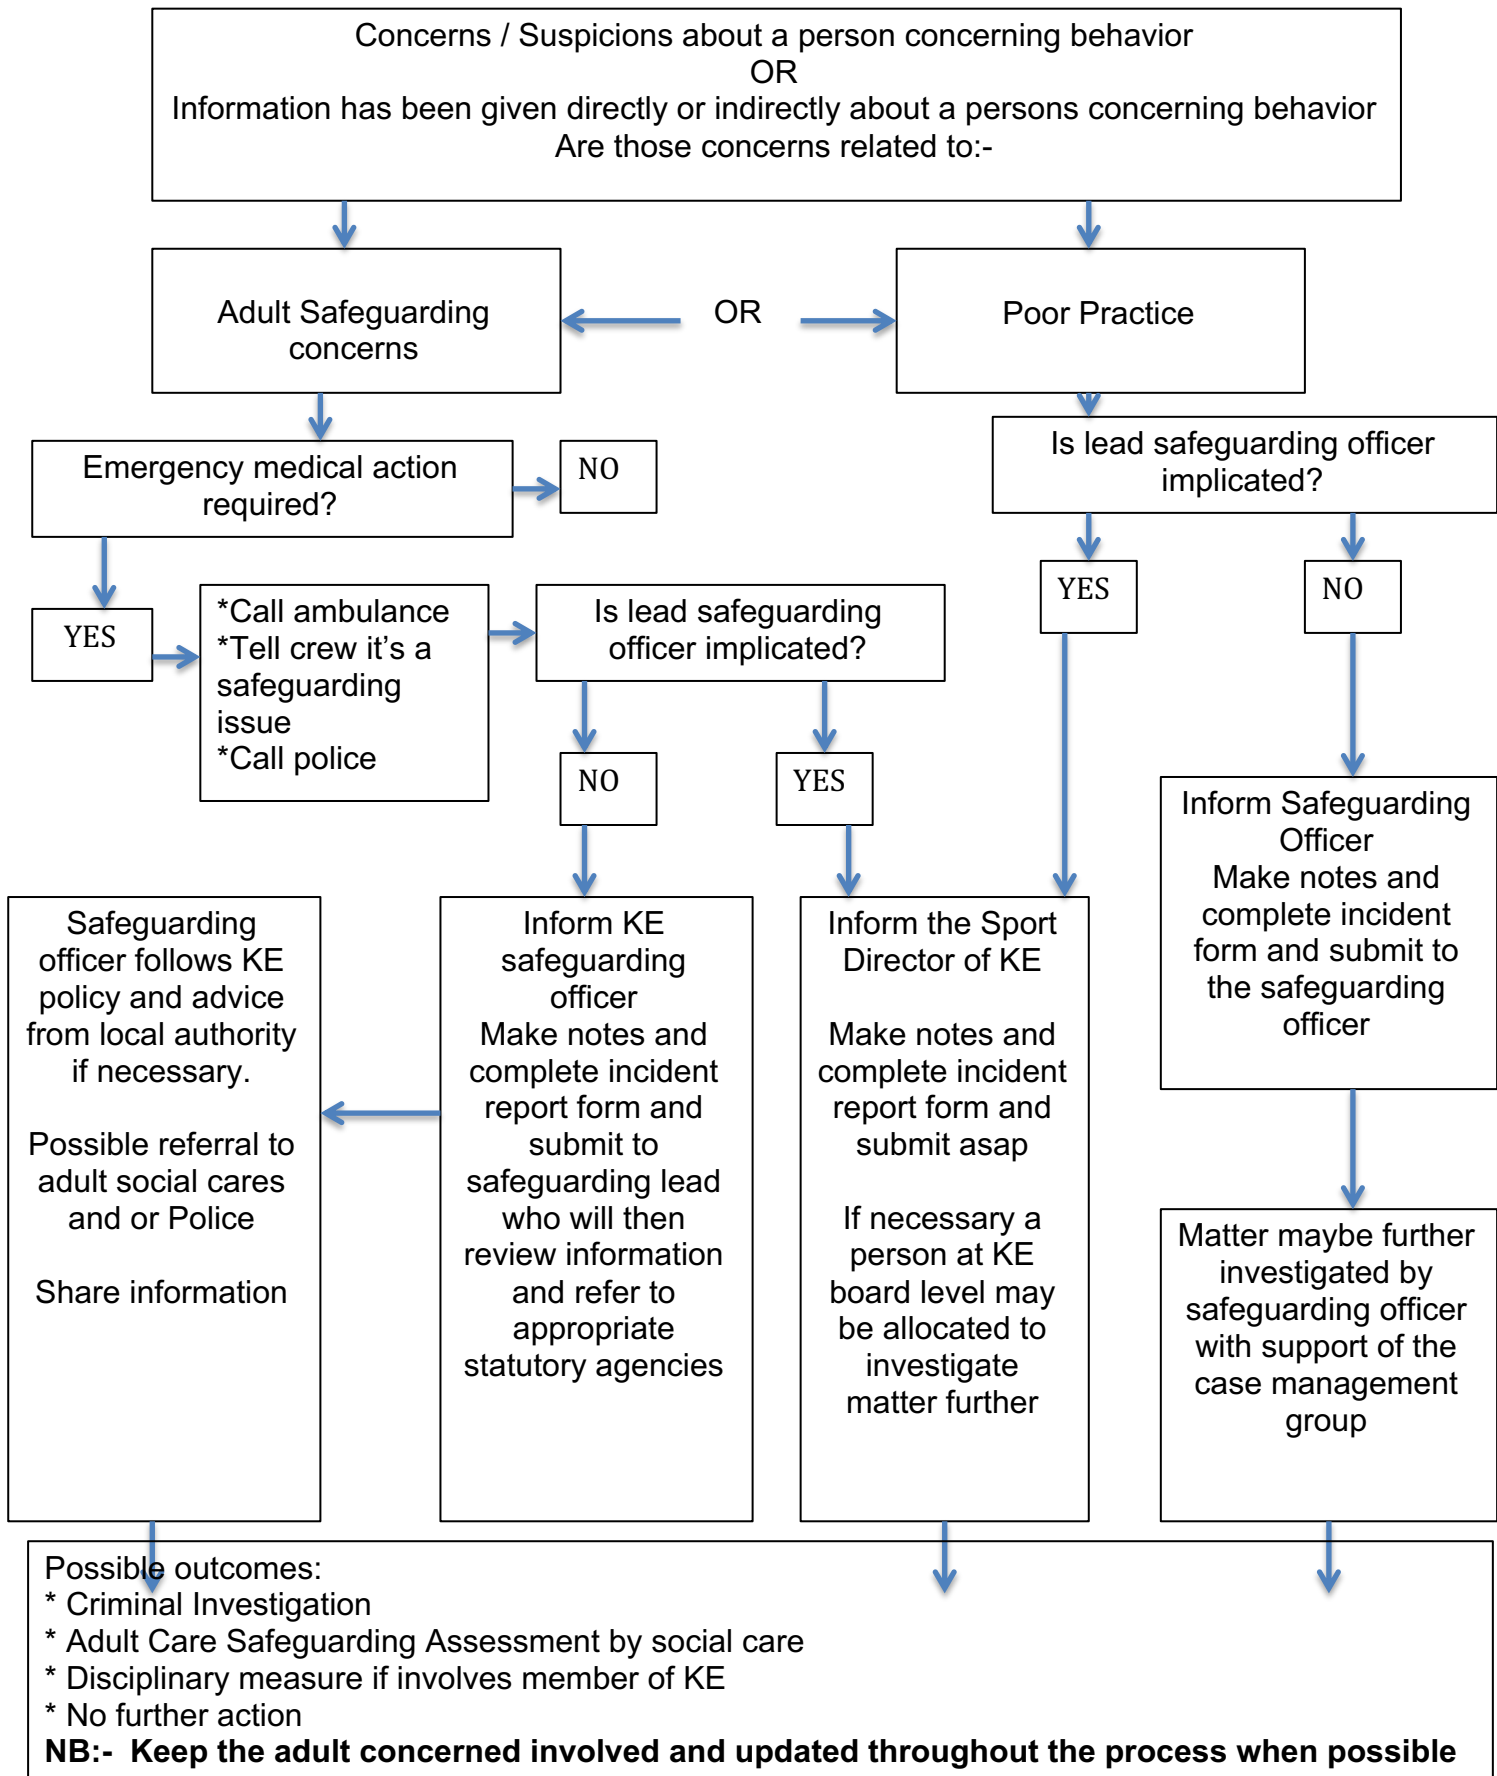 Concerns / Suspicions about a person concerning behavior
OR
Information has been given directly or indirectly about a persons concerning behavior
Are those concerns related to:-
Adult Safeguarding
concerns
OR
Poor Practice
Emergency medical action
required?
NO
Is lead safeguarding officer
implicated?
YES
*Call ambulance
*Tell crew it's a
safeguarding
issue
*Call police
Is lead safeguarding
officer implicated?
YES
NO
NO
YES
Inform Safeguarding
Officer
Make notes and
complete incident
form and submit to
the safeguarding
officer
Safeguarding
officer follows KE
policy and advice
from local authority
if necessary.
Possible referral to
adult social cares
and or Police
Share information
Inform KE
safeguarding
officer
Make notes and
complete incident
report form and
submit to
safeguarding lead
who will then
review information
and refer to
appropriate
statutory agencies
Inform the Sport
Director of KE
Make notes and
complete incident
report form and
submit asap
If necessary a
person at KE
board level may
be allocated to
investigate
matter further
Matter maybe further
investigated by
safeguarding officer
with support of the
case management
group
Possible outcomes:
* Criminal Investigation
* Adult Care Safeguarding Assessment by social care
* Disciplinary measure if involves member of KE
* No further action
NB:- Keep the adult concerned involved and updated throughout the process when possible